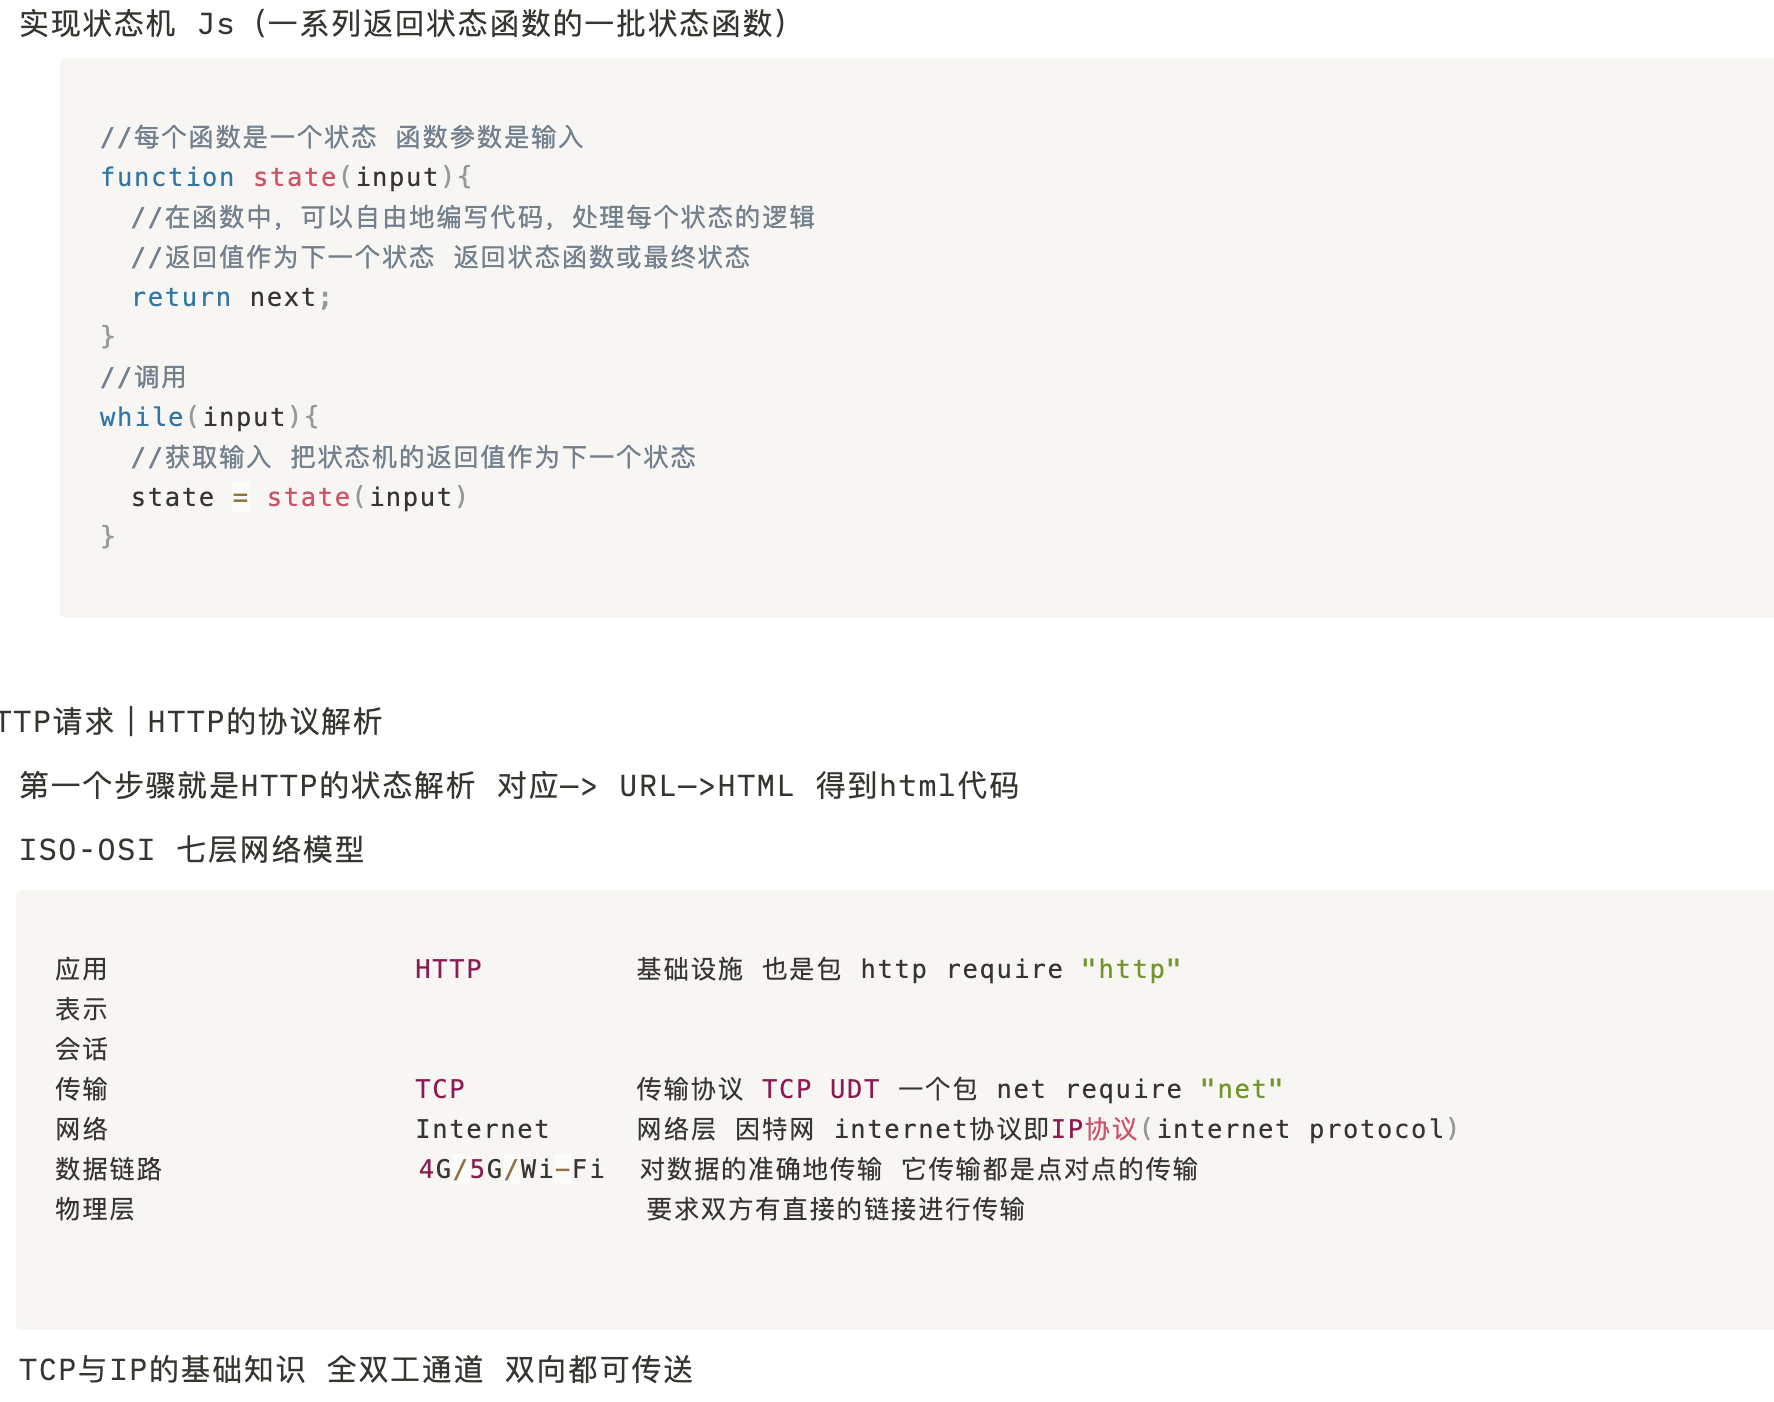 实现状态机 Js（一系列返回状态函数的一批状态函数）
//每个函数是一个状态 函数参数是输入
function state(input){
//在函数中，可以自由地编写代码，处理每个状态的逻辑
//返回值作为下一个状态 返回状态函数或最终状态
return next;
}
//调用
while(input){
//获取输入 把状态机的返回值作为下一个状态
state = state(input)
}
TTP请求｜HTTP的协议解析
第一个步骤就是HTTP的状态解析 对应—> URL—>HTML 得到html代码
ISO-OSI 七层网络模型
应用 HTTP 基础设施 也是包 http require "http"
表示
会话
传输 TCP 传输协议 TCP UDT 一个包 net require "net"
网络 Internet 网络层 因特网 internet协议即IP协议(internet protocol)
数据链路 4G/5G/Wi-Fi 对数据的准确地传输 它传输都是点对点的传输
物理层 要求双方有直接的链接进行传输
TCP与IP的基础知识 全双工通道 双向都可传送